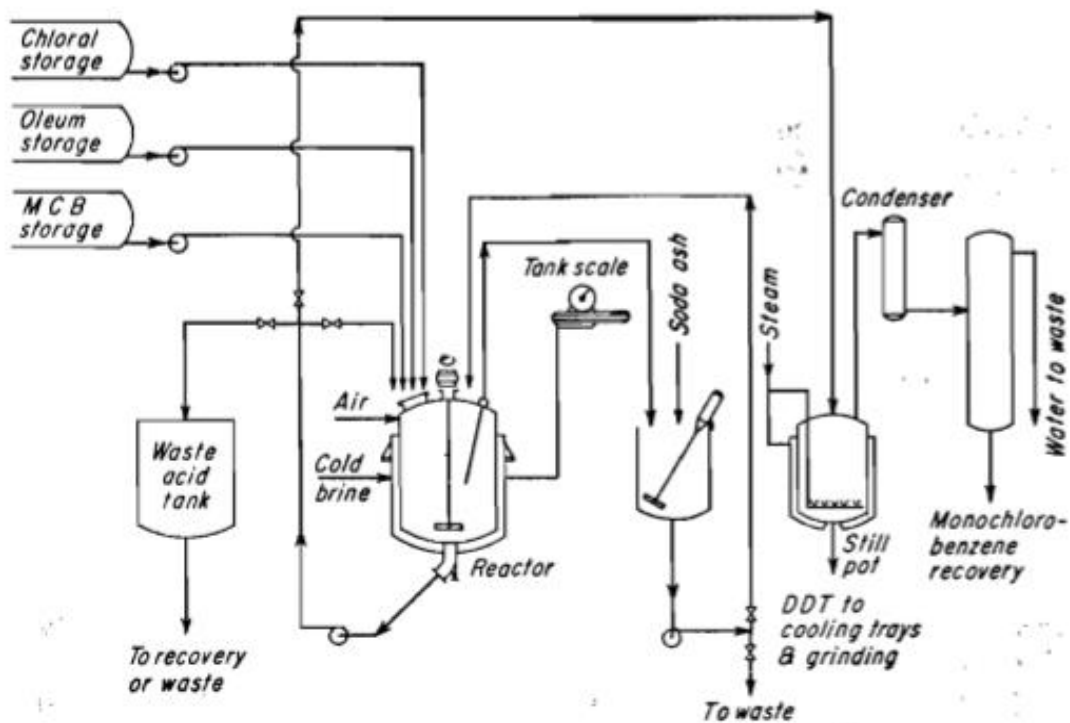 Chloral
storage
Oleum
storage
MCB
storage
Condenser
Tank scale
Soda ash
Steam
Water to waste
Air
Cold
brine
Waste
acid
tank
Reactor
Still
pot
Monochloro-
benzene
recovery
DDT to
cooling trays
& grinding
To recovery
or waste
To waste